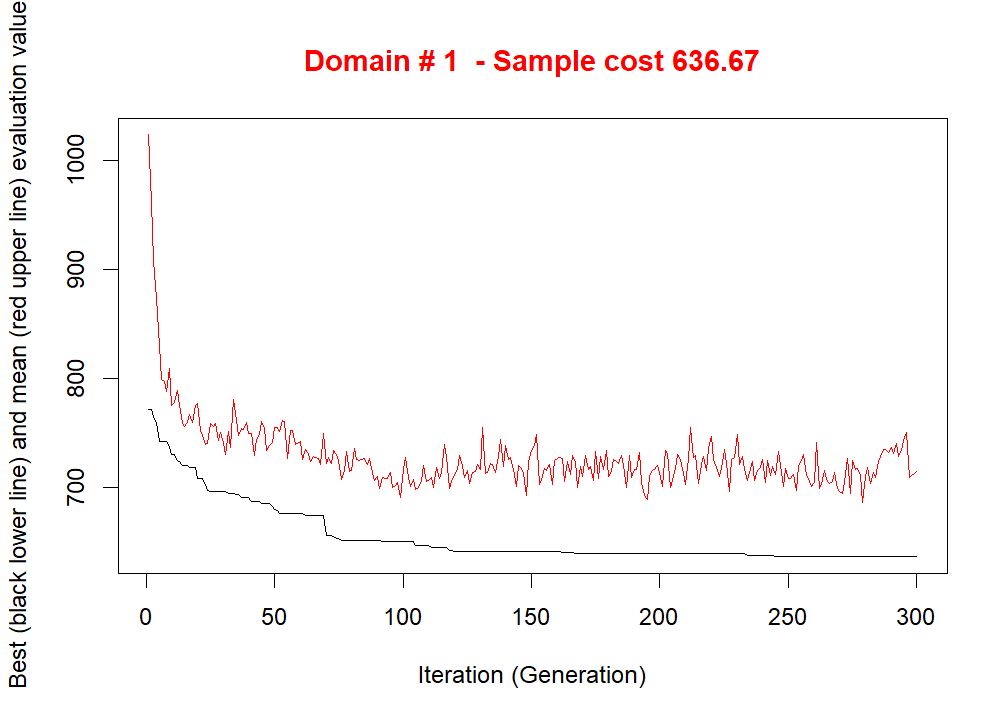 Domain # 1  - Sample cost 636.67
Best (black lower line) and mean (red upper line) evaluation value
1000
900
800
700
0 50 100 150 200 250 300
Iteration (Generation)